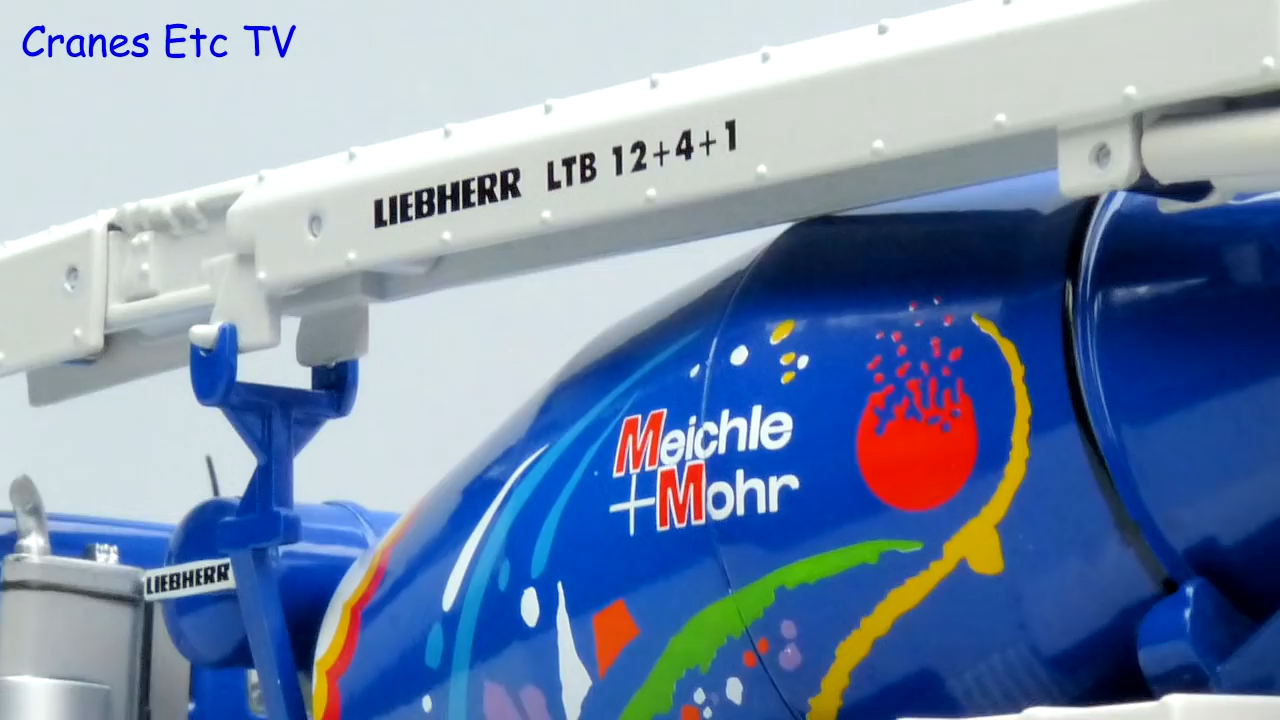 Cranes Etc TV
LIEBHERR LTB 12+4+1
Meichle
+Mohr
LIEBHERR